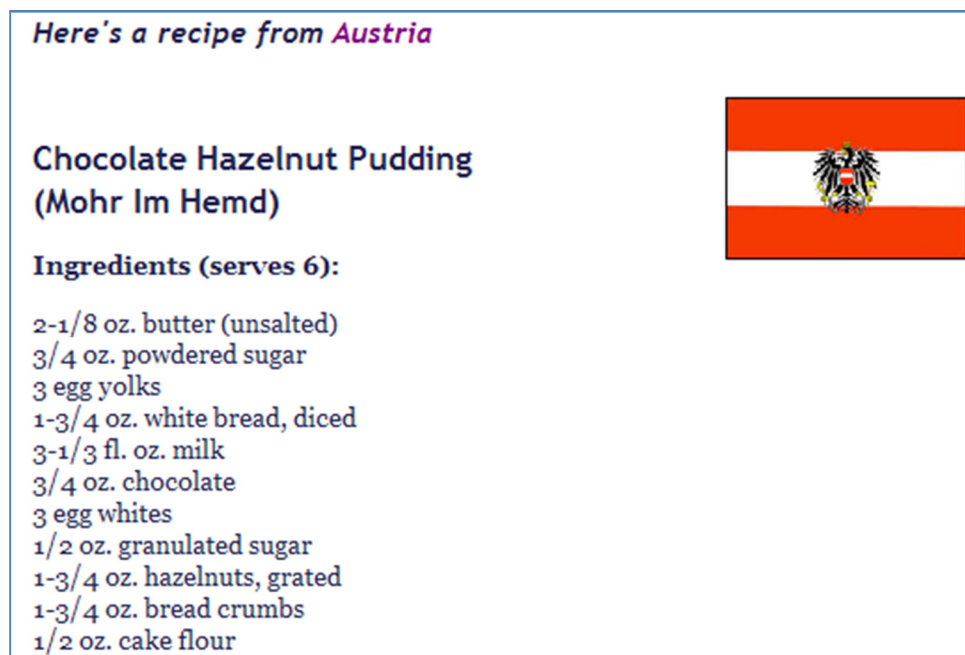 Here's a recipe from Austria
Chocolate Hazelnut Pudding
(Mohr Im Hemd)
Ingredients (serves 6):
2-1/8 oz. butter (unsalted)
3/4 oz. powdered sugar
3 egg yolks
1-3/4 oz. white bread, diced
3-1/3 fl. oz. milk
3/4 oz. chocolate
3 egg whites
1/2 oz. granulated sugar
1-3/4 oz. hazelnuts, grated
1-3/4 oz. bread crumbs
1/2 oz. cake flour